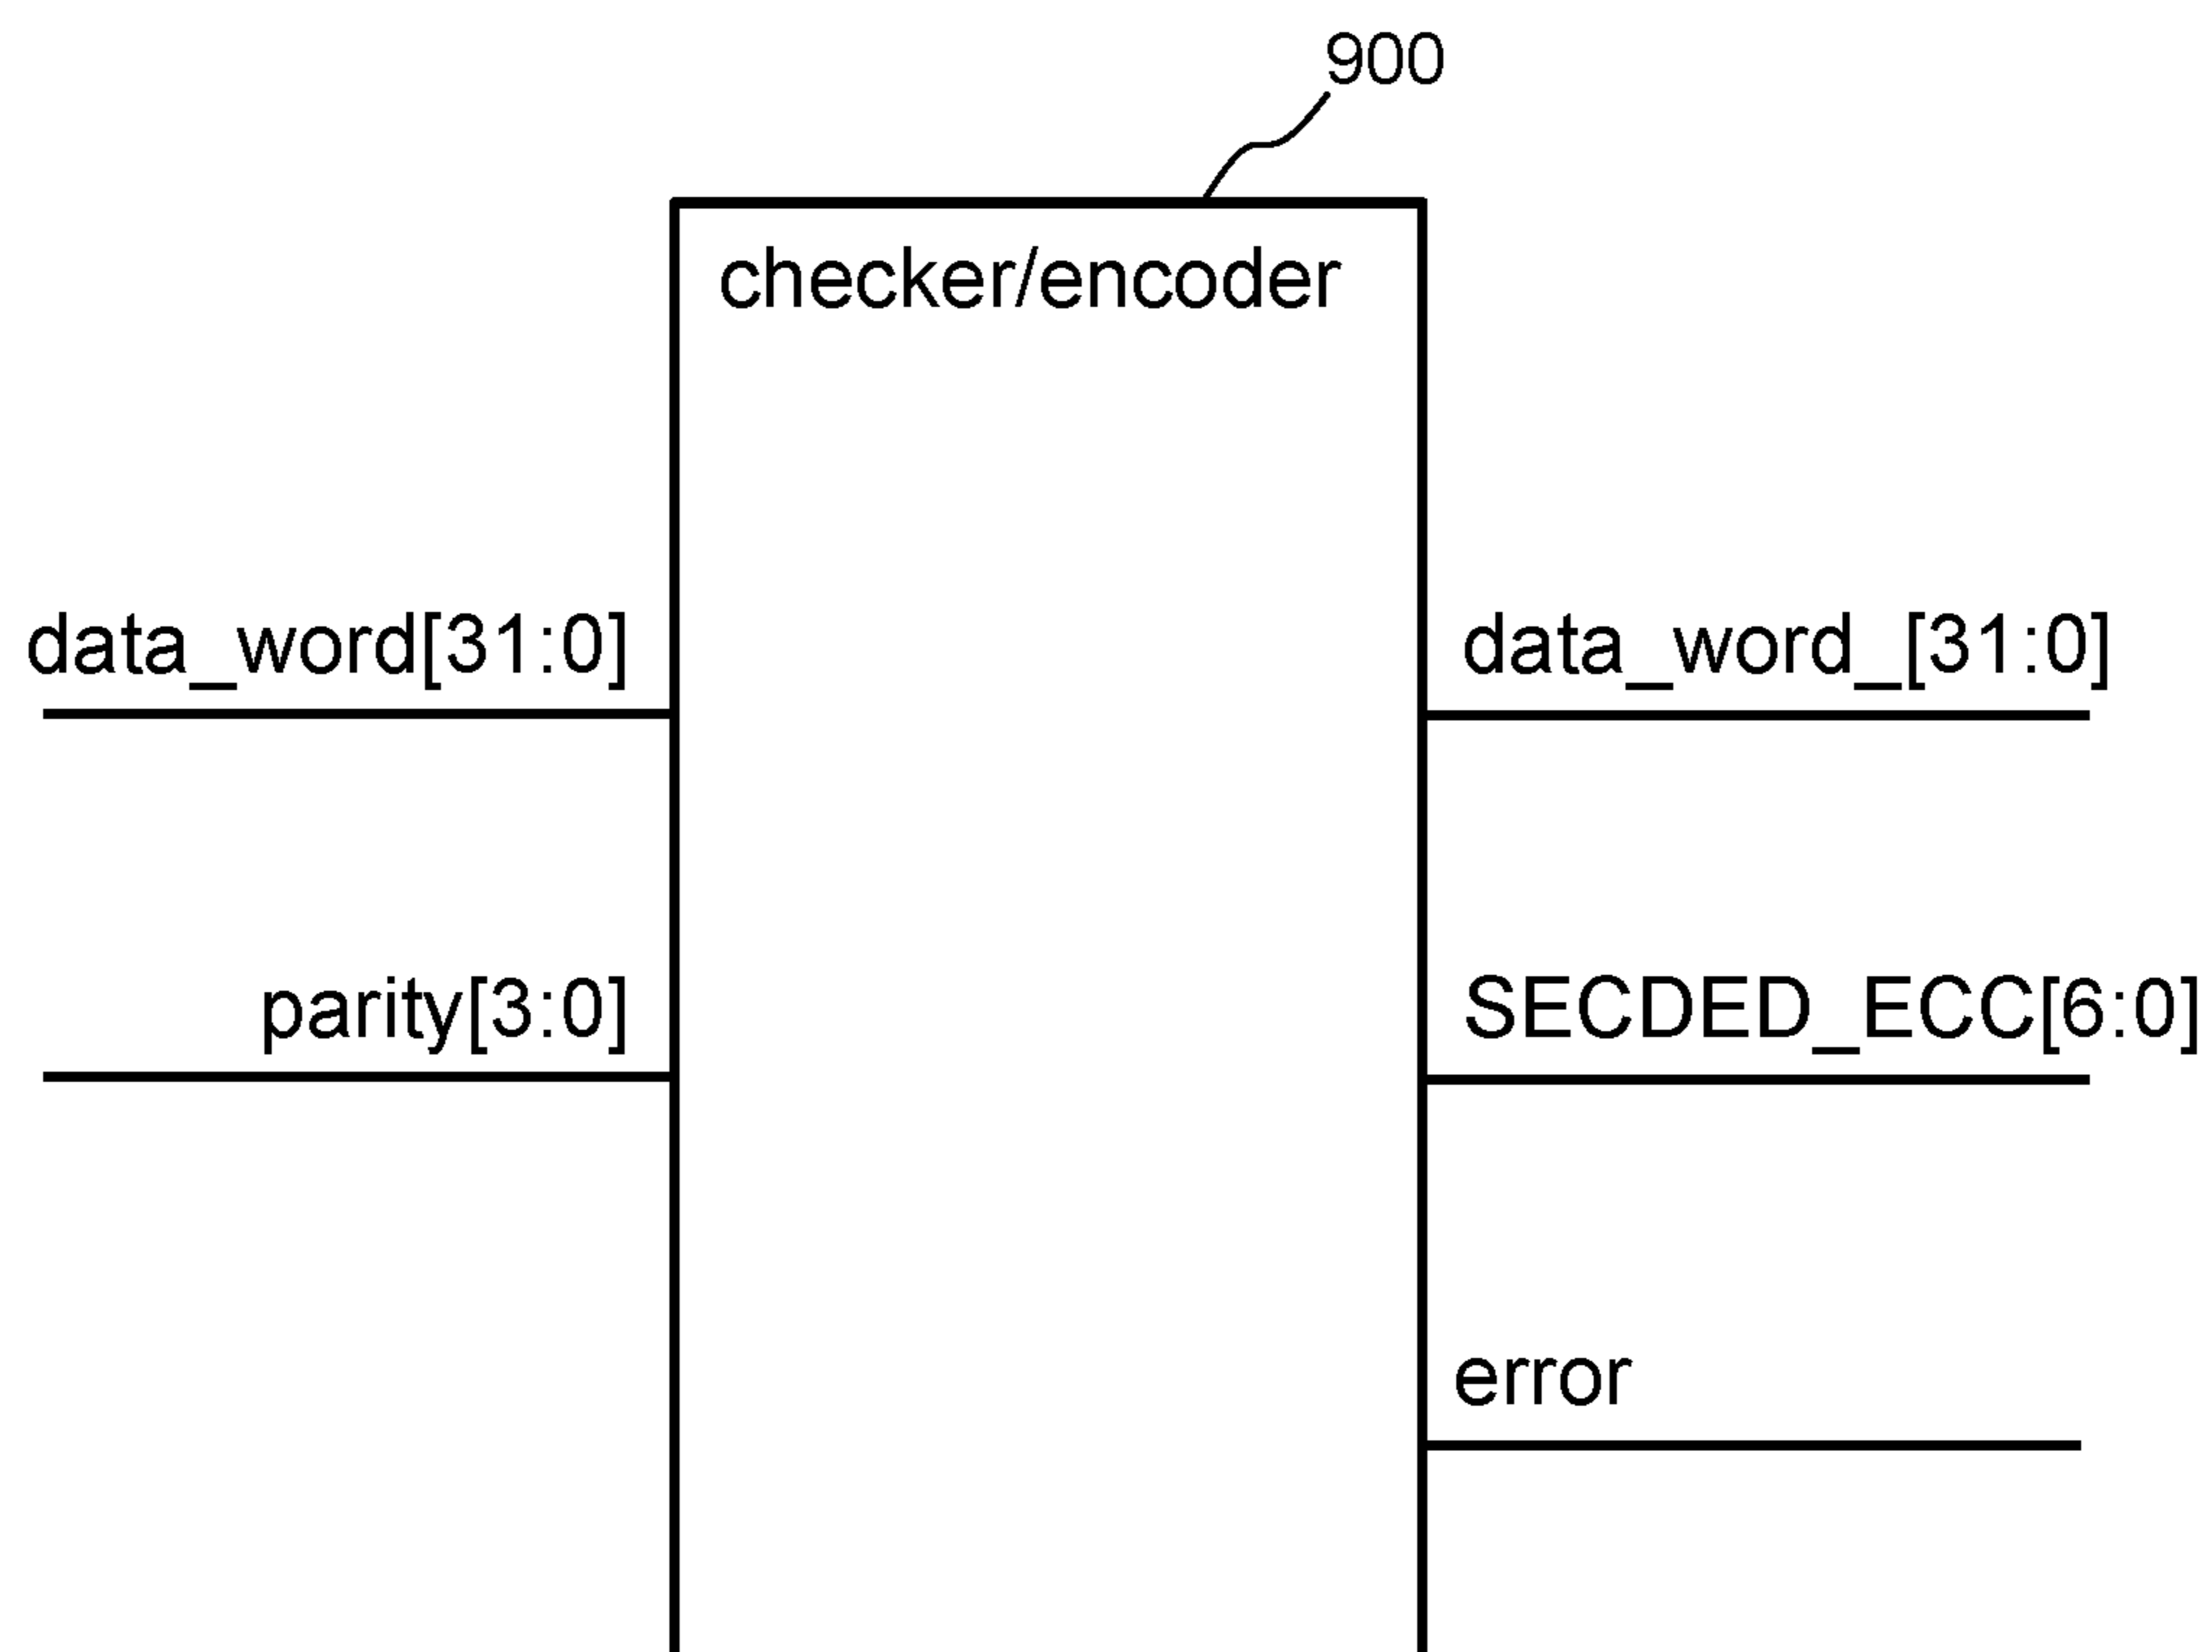 900
checker/encoder
data_word[31:0]
data_word_[31:0]
parity[3:0]
SECDED_ECC[6:0]
error